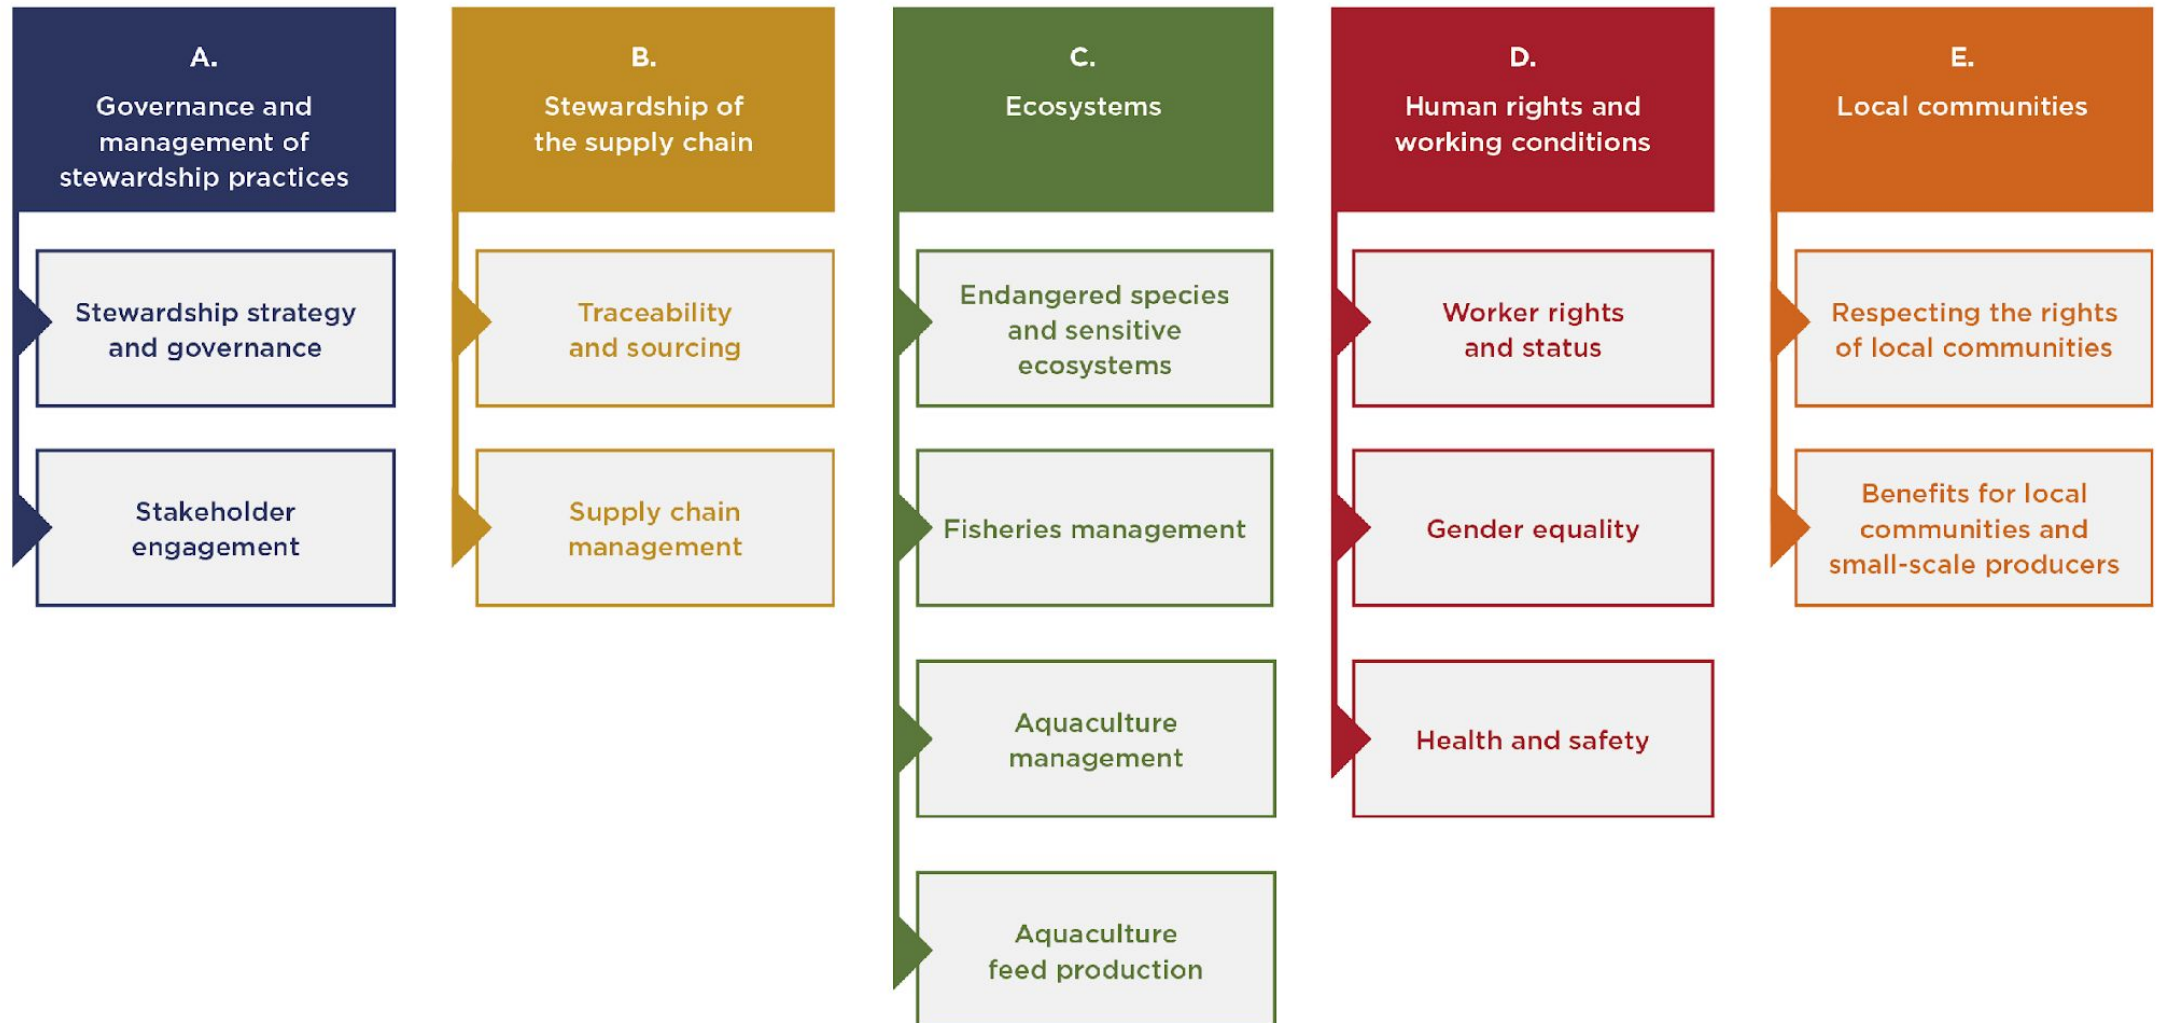 A.
Governance and
management of
stewardship practices
Stewardship strategy
and governance
Stakeholder
engagement
B.
Stewardship of
the supply chain
Traceability
and sourcing
Supply chain
management
C.
Ecosystems
Endangered species
and sensitive
ecosystems
Fisheries management
Aquaculture
management
Aquaculture
feed production
D.
Human rights and
working conditions
Worker rights
and status
Gender equality
Health and safety
E.
Local communities
Respecting the rights
of local communities
Benefits for local
communities and
small-scale producers